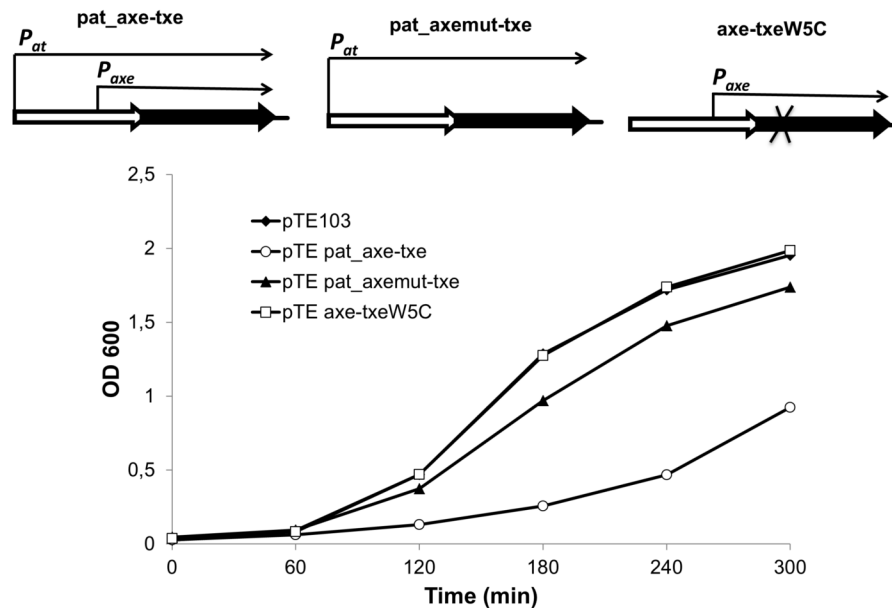 pat_axe-txe
pat_axemut-txe
axe-txeW5C
Pat
Paxe
Pat
Paxe
2,5
2
1,5
1
0,5
0
OD 600
pTE103
pTE pat_axe-txe
pTE pat_axemut-txe
pTE axe-txeW5C
0 60 120 180 240 300
Time (min)